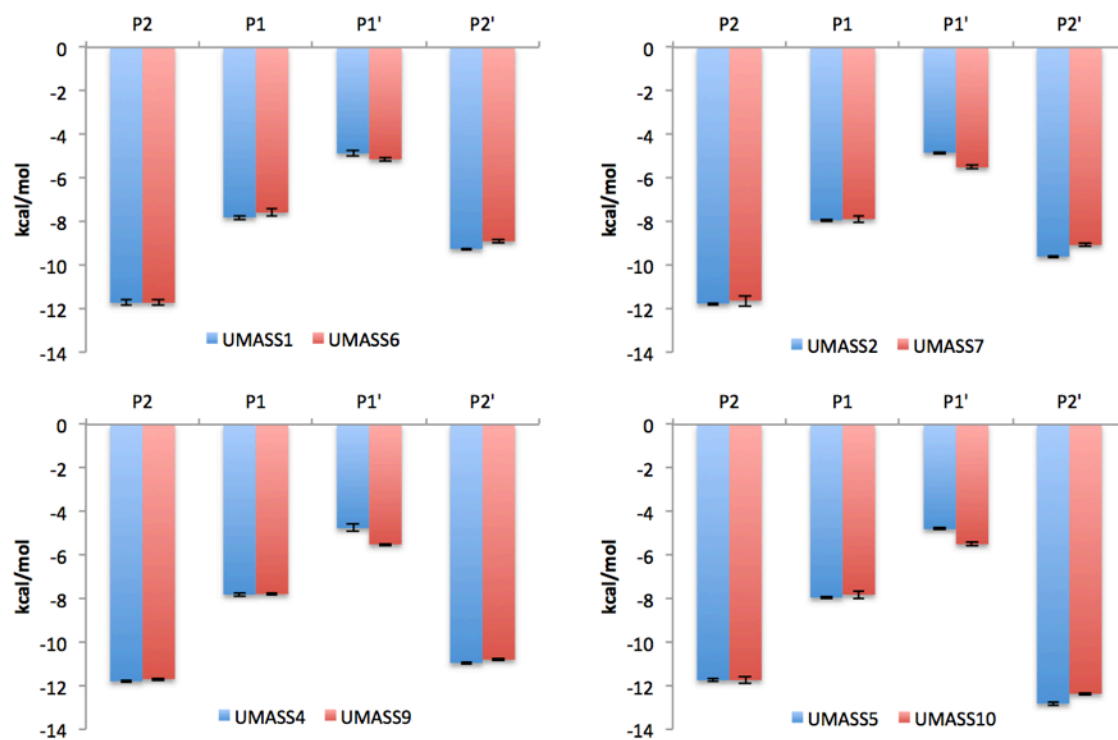 P2 P1 P1' P2'
0
-2
-4
-6
-8
-10
-12
-14
kcal/mol
UMASS1 UMASS6
P2 P1 P1' P2'
0
-2
-4
-6
-8
-10
-12
-14
kcal/mol
UMASS2 UMASS7
P2 P1 P1' P2'
0
-2
-4
-6
-8
-10
-12
-14
kcal/mol
UMASS4 UMASS9
P2 P1 P1' P2'
0
-2
-4
-6
-8
-10
-12
-14
kcal/mol
UMASS5 UMASS10